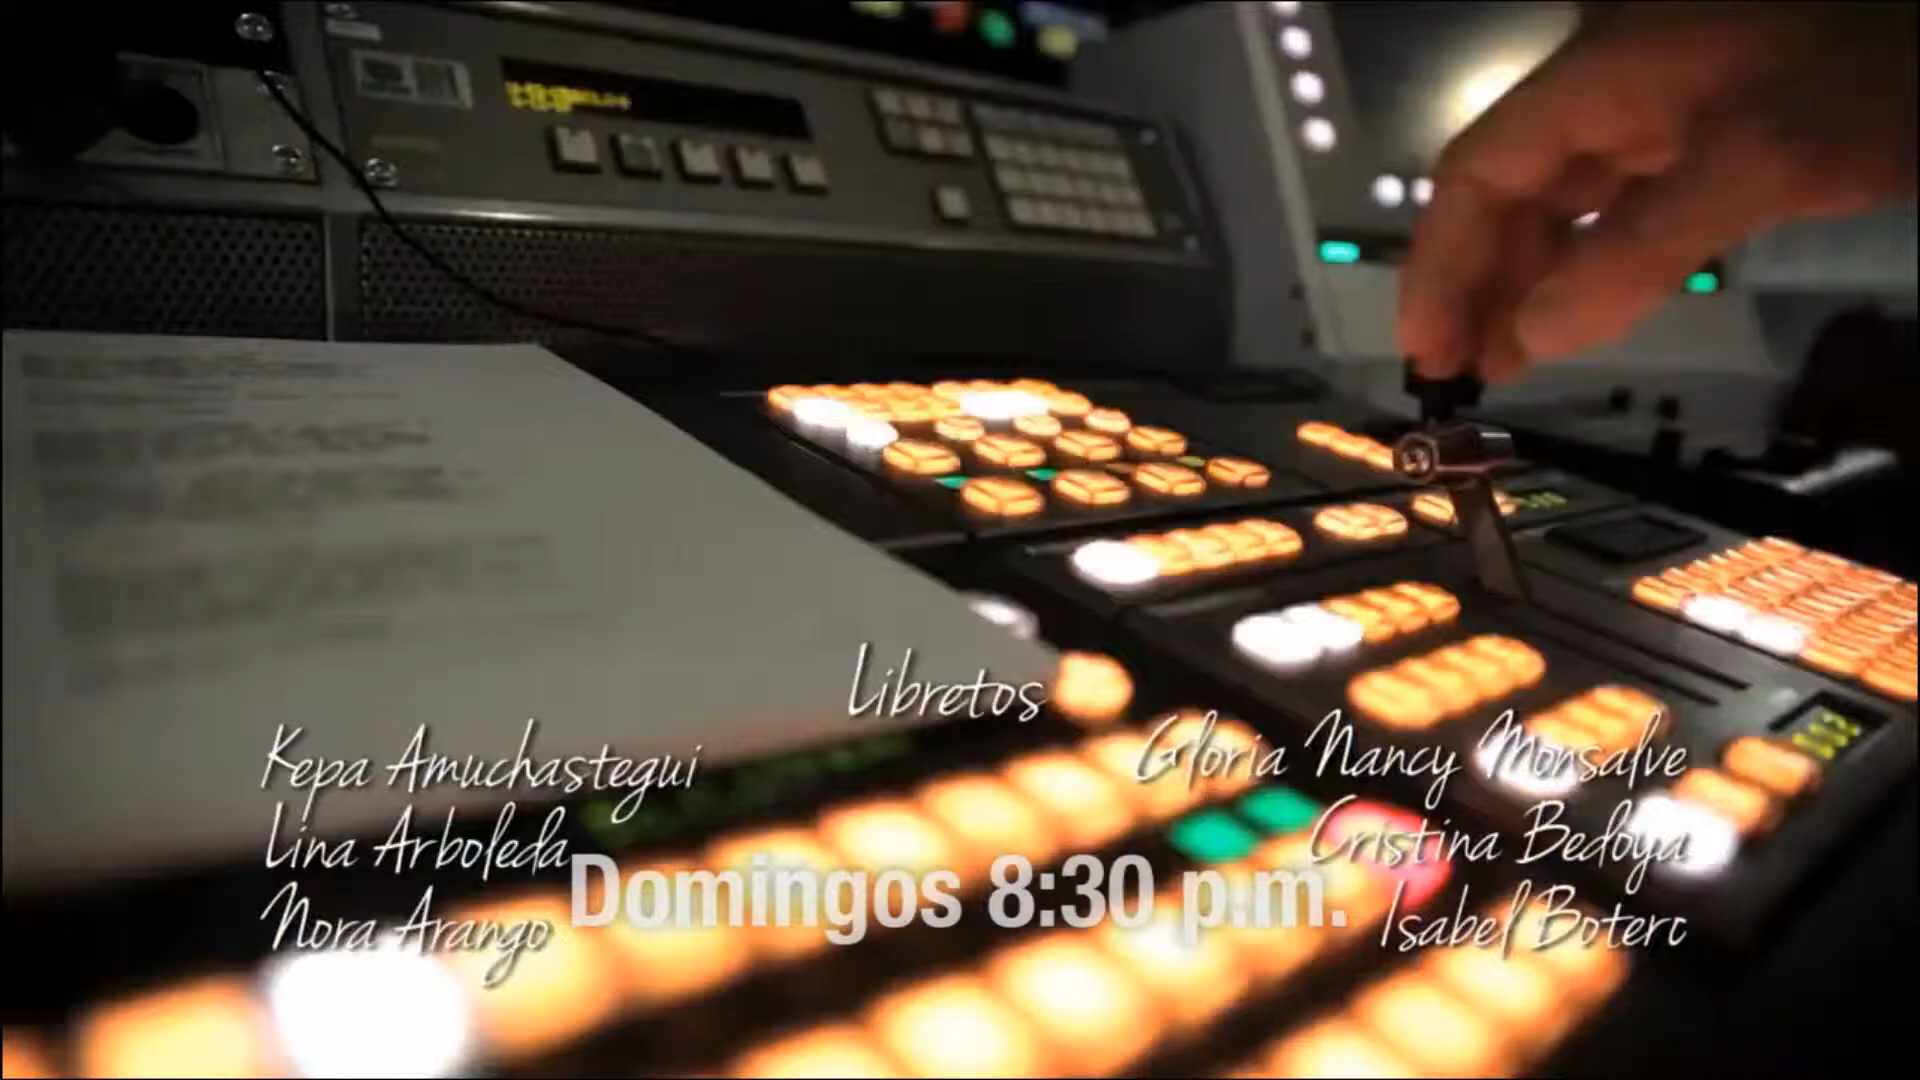 Libretos
Kepa Amuchastegui
Lina Arboleda
Nora Arango
Gloria Nancy Monsalve
Cristina Bedoya
Isabel Botero
Domingos 8:30 p.m.